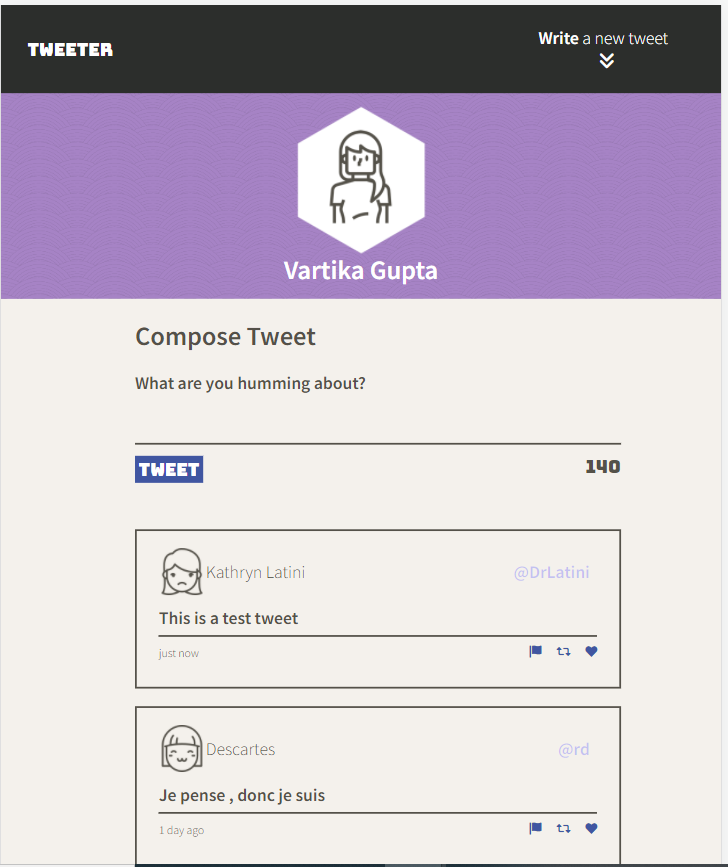 TWEETER
Write a new tweet
Vartika Gupta
Compose Tweet
What are you humming about?
TWEET
140
Kathryn Latini
@DrLatini
This is a test tweet
just now
Descartes
@rd
Je pense , donc je suis
1 day ago